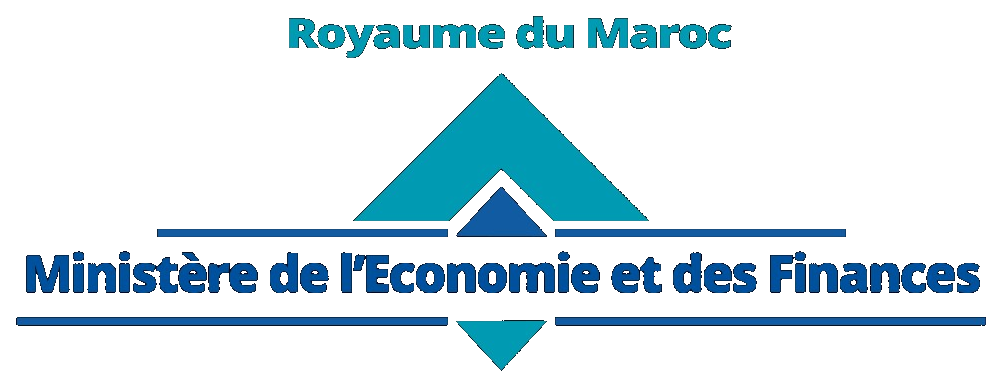 Royaume du Maroc
Ministère de l’Economie et des Finances